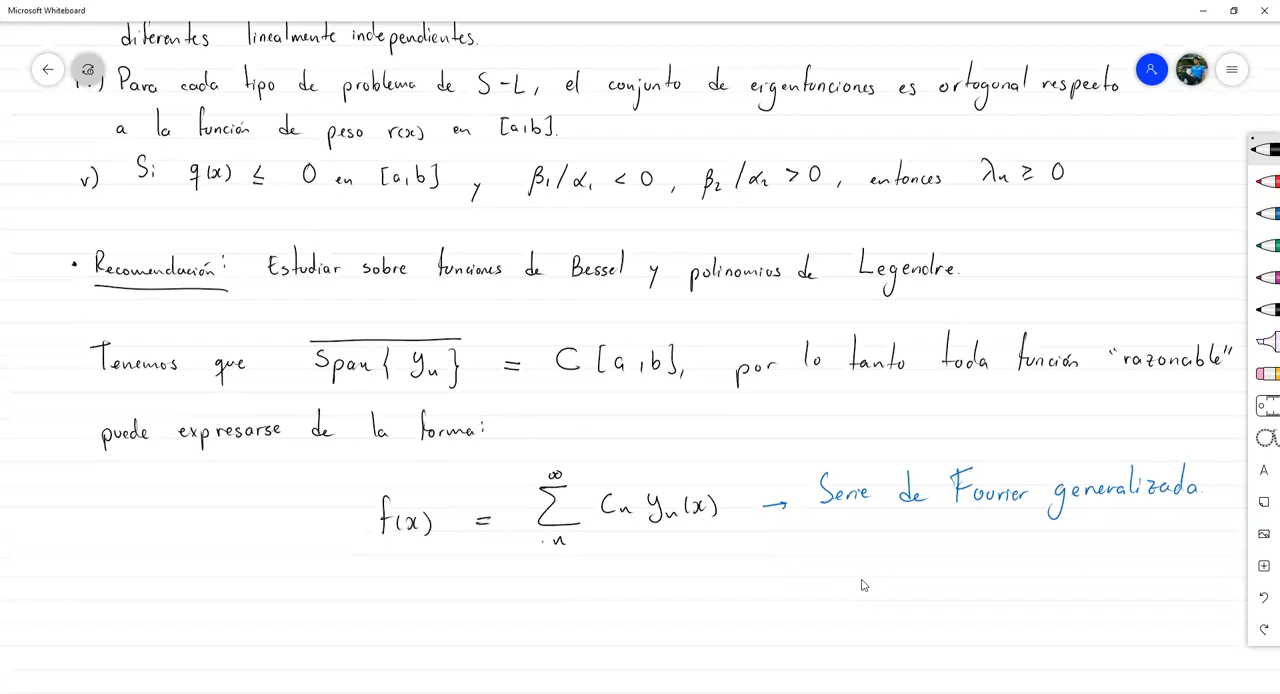 Microsoft Whiteboard
diferentes linealmente independientes.
) Para cada tipo de problema de S-L, el conjunto de eigenfunciones es ortogonal respecto
a la función de peso r(x) en [a,b].
v) Si q(x) ≤ 0 en [a,b] y β₁/α₁ < 0, β₂/α₂ > 0, entonces λn ≥ 0
• Recomendación: Estudiar sobre funciones de Bessel y polinomios de Legendre.
Tenemos que \overline{Span{yn}} = C[a,b], por lo tanto toda función "razonable"
puede expresarse de la forma:
f(x) = ∑_n^∞ Cn yn(x) → Serie de Fourier generalizada.
A